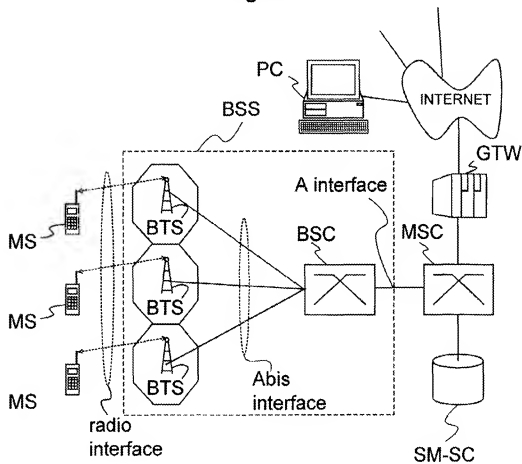 PC
INTERNET
BSS
GTW
A interface
BTS
BSC
MSC
MS
BTS
MS
BTS
MS
Abis
interface
radio
interface
SM-SC